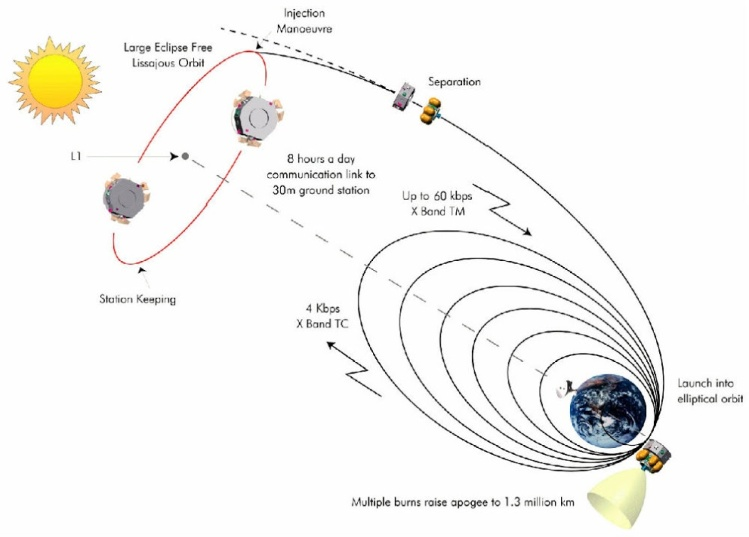 Injection
Manoeuvre
Large Eclipse Free
Lissajous Orbit
Separation
L1
8 hours a day
communication link to
30m ground station
Up to 60 kbps
X Band TM
Station Keeping
4 Kbps
X Band TC
Launch into
elliptical orbit
Multiple burns raise apogee to 1.3 million km